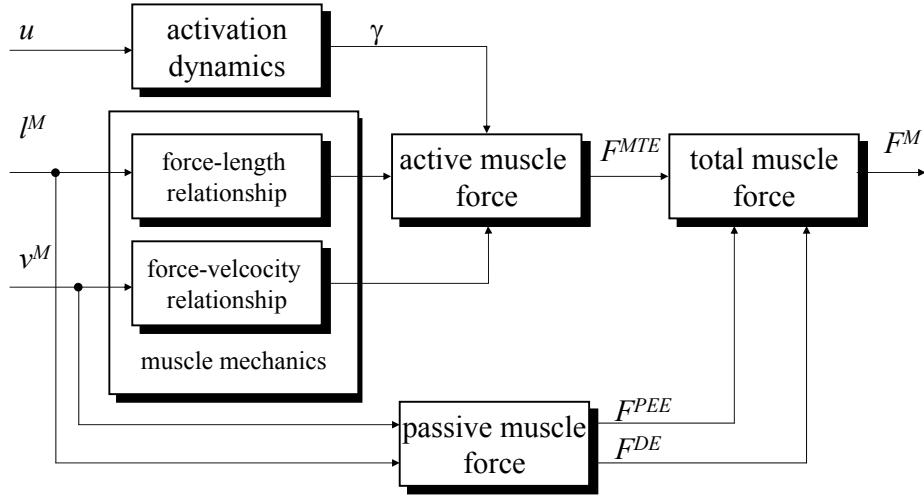 u
activation
dynamics
γ
l^M
force-length
relationship
active muscle
force
F^MTE
total muscle
force
F^M
v^M
force-velcocity
relationship
muscle mechanics
passive muscle
force
F^PEE
F^DE